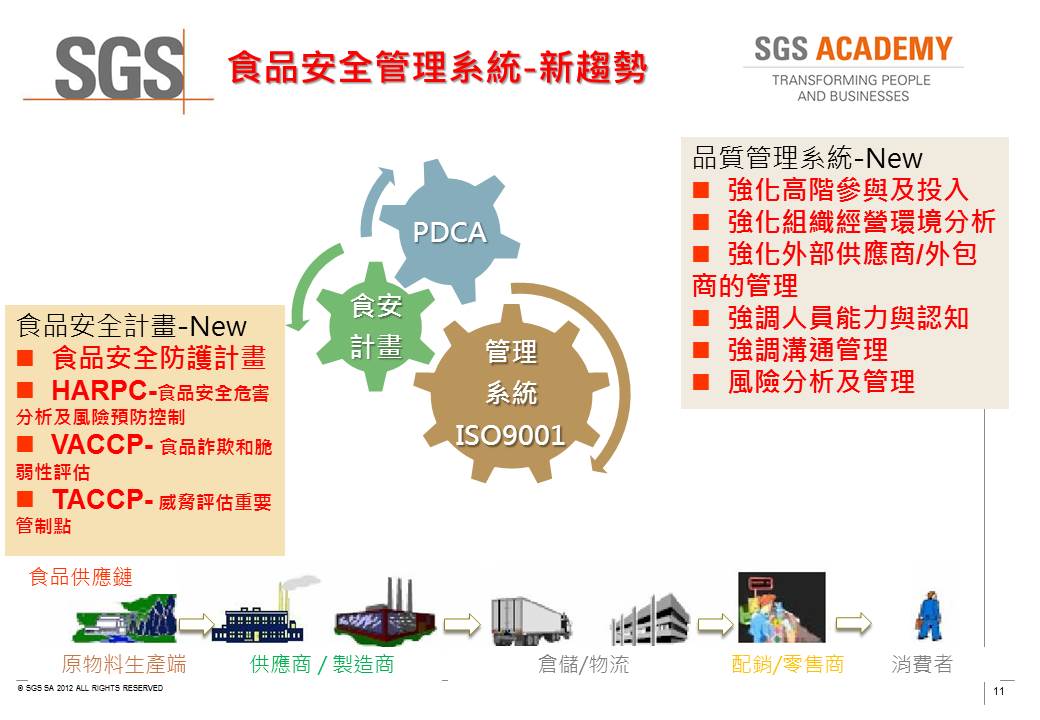 SGS
食品安全管理系統-新趨勢
SGS ACADEMY
TRANSFORMING PEOPLE
AND BUSINESSES
品質管理系統-New
強化高階參與及投入
強化組織經營環境分析
強化外部供應商/外包
商的管理
強調人員能力與認知
強調溝通管理
風險分析及管理
PDCA
食安
計畫
管理
系統
ISO9001
食品安全計畫-New
食品安全防護計畫
HARPC-食品安全危害
分析及風險預防控制
VACCP- 食品詐欺和脆
弱性評估
TACCP- 威脅評估重要
管制點
食品供應鏈
原物料生產端
供應商 / 製造商
倉儲/物流
配銷/零售商
消費者
© SGS SA 2012 ALL RIGHTS RESERVED
11